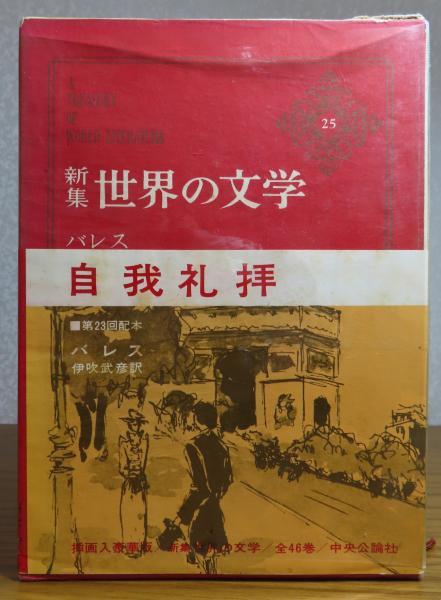 A
TREASURY
OF
WORLD LITERATURE
25
新集 世界の文学
バレス
自我礼拝
■第23回配本
バレス
伊吹武彦訳
挿画入豪華版/新集世界の文学/全46巻/中央公論社